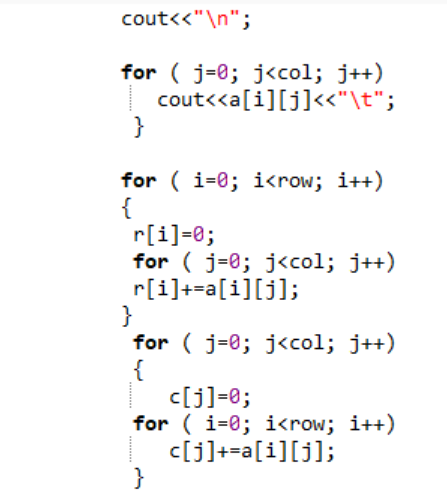 cout<<"\n";
for ( j=0; j<col; j++)
cout<<a[i][j]<<"\t";
}
for ( i=0; i<row; i++)
{
r[i]=0;
for ( j=0; j<col; j++)
r[i]+=a[i][j];
}
for ( j=0; j<col; j++)
{
c[j]=0;
for ( i=0; i<row; i++)
c[j]+=a[i][j];
}